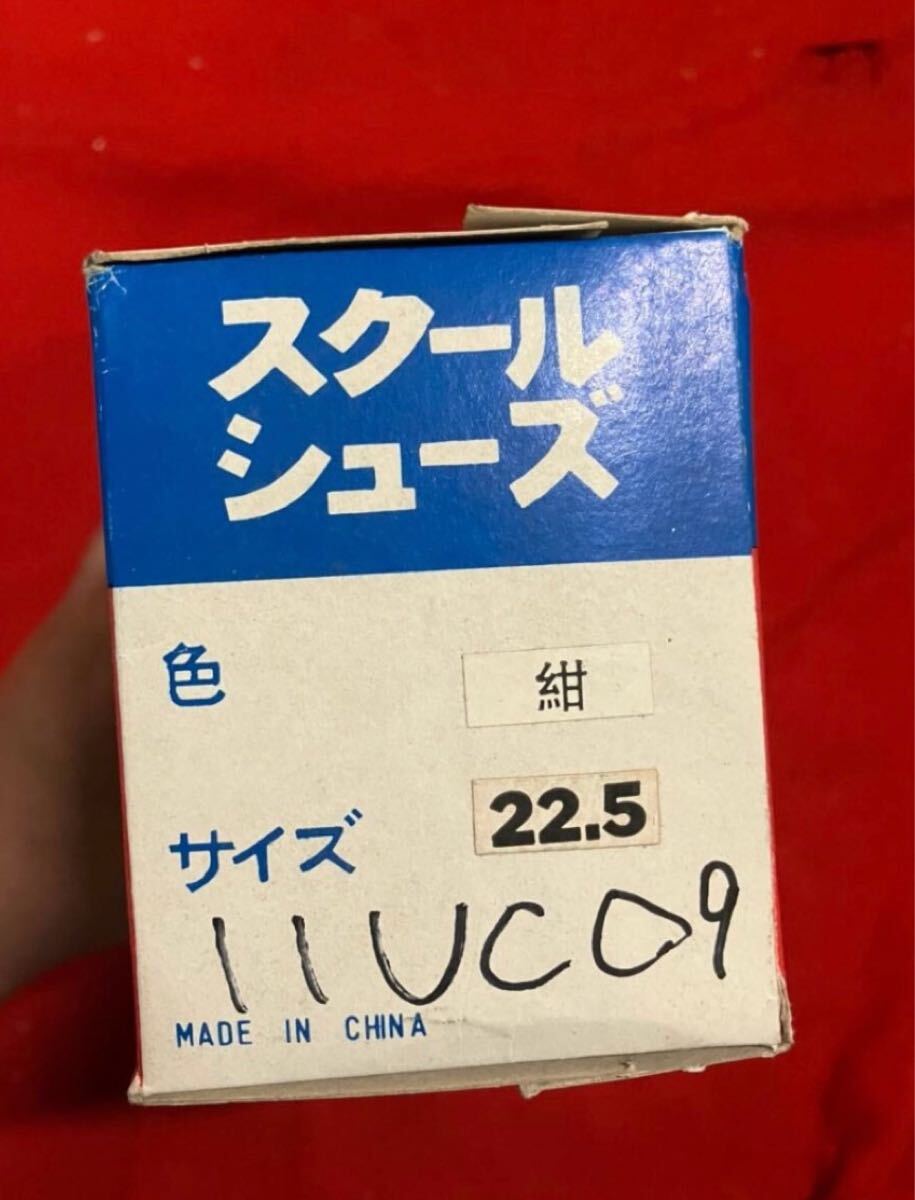 スクール
シューズ
色 紺
サイズ 22.5
11UC09
MADE IN CHINA